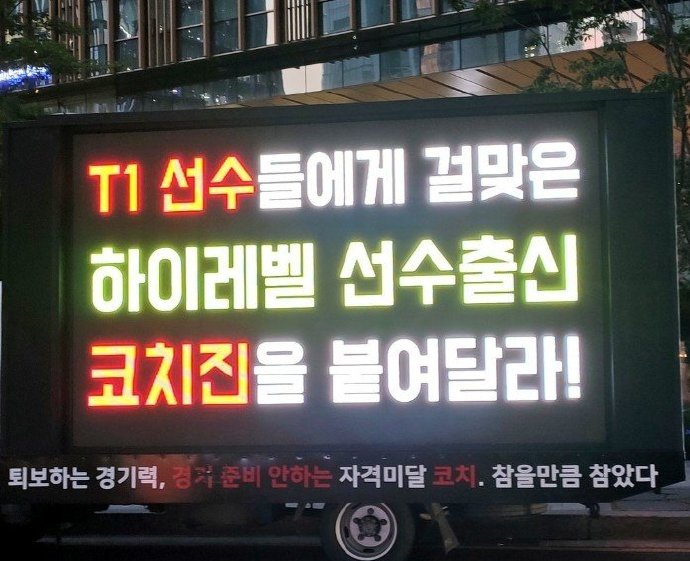 T1 선수들에게 걸맞은
하이레벨 선수출신
코치진을 붙여달라!
퇴보하는 경기력, 경기 준비 안하는 자격미달 코치. 참을만큼 참았다